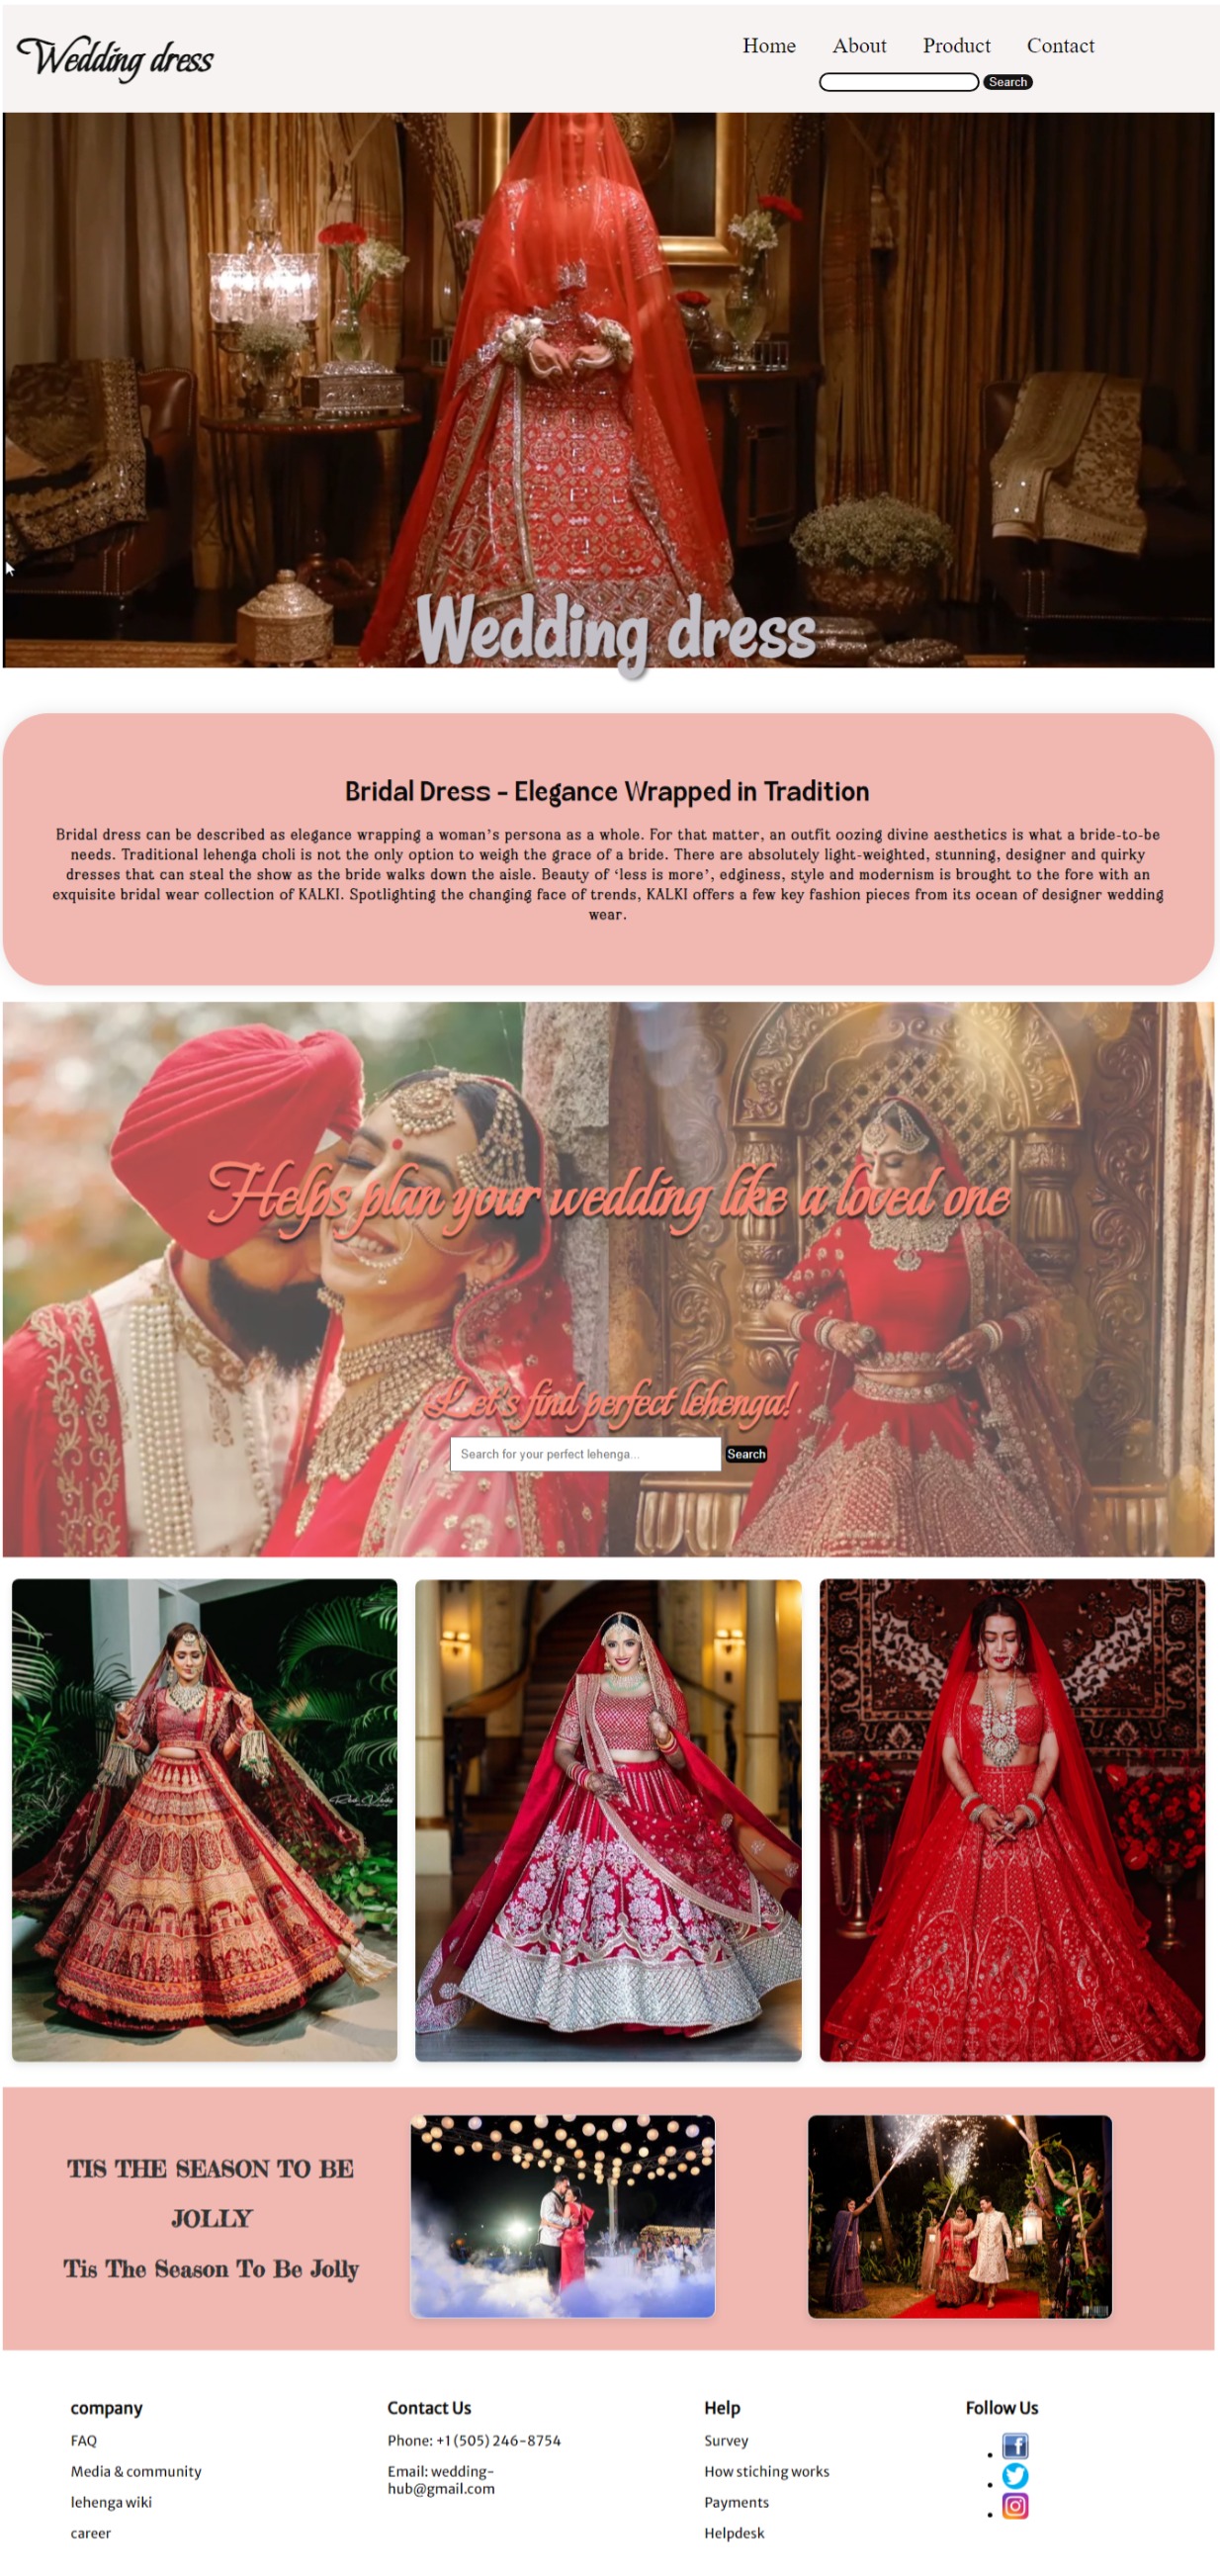 Wedding dress
Home About Product Contact
Search
Wedding dress
Bridal Dress - Elegance Wrapped in Tradition
Bridal dress can be described as elegance wrapping a woman's persona as a whole. For that matter, an outfit oozing divine aesthetics is what a bride-to-be
needs. Traditional lehenga choli is not the only option to weigh the grace of a bride. There are absolutely light-weighted, stunning, designer and quirky
dresses that can steal the show as the bride walks down the aisle. Beauty of ‘less is more’, edginess, style and modernism is brought to the fore with an
exquisite bridal wear collection of KALKI. Spotlighting the changing face of trends, KALKI offers a few key fashion pieces from its ocean of designer wedding
wear.
Helps plan your wedding like a loved one
Let's find perfect lehenga!
Search for your perfect lehenga... Search
TIS THE SEASON TO BE
JOLLY
Tis The Season To Be Jolly
company
FAQ
Media & community
lehenga wiki
career
Contact Us
Phone: +1 (505) 246-8754
Email: wedding-
hub@gmail.com
Help
Survey
How stiching works
Payments
Helpdesk
Follow Us